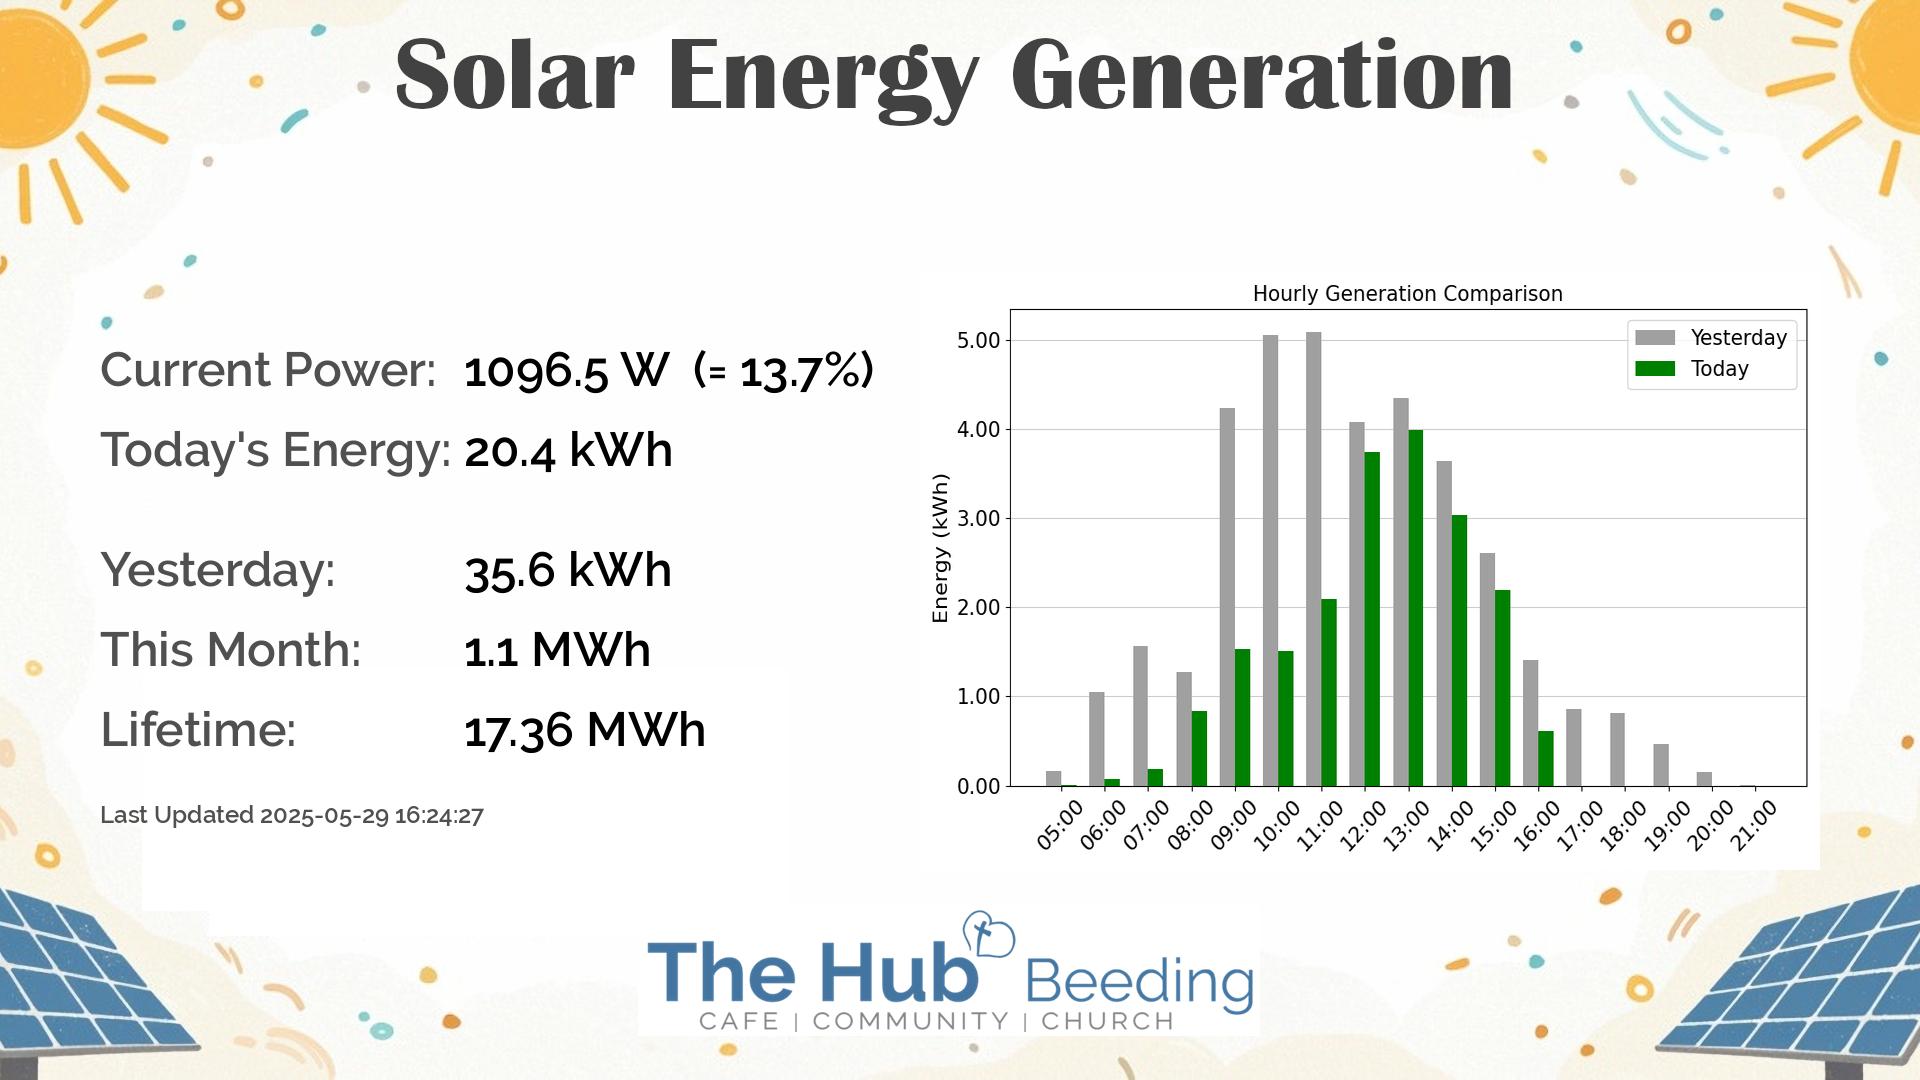 Solar Energy Generation
Current Power: 1096.5 W (= 13.7%)
Today's Energy: 20.4 kWh
Yesterday: 35.6 kWh
This Month: 1.1 MWh
Lifetime: 17.36 MWh
Last Updated 2025-05-29 16:24:27
Hourly Generation Comparison
Yesterday
Today
Energy (kWh)
5.00
4.00
3.00
2.00
1.00
0.00
05:00 06:00 07:00 08:00 09:00 10:00 11:00 12:00 13:00 14:00 15:00 16:00 17:00 18:00 19:00 20:00 21:00
The Hub Beeding
CAFE | COMMUNITY | CHURCH